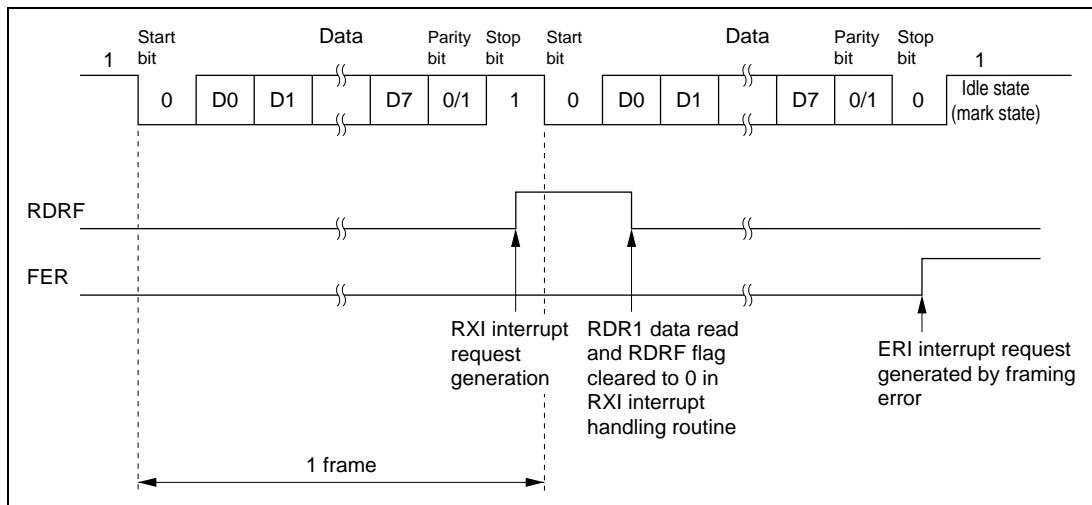 Start bit
Data
Parity bit
Stop bit
Start bit
Data
Parity bit
Stop bit
1
1
0
D0
D1
D7
0/1
1
0
D0
D1
D7
0/1
0
Idle state
(mark state)
RDRF
FER
RXI interrupt
request
generation
RDR1 data read
and RDRF flag
cleared to 0 in
RXI interrupt
handling routine
ERI interrupt request
generated by framing
error
1 frame